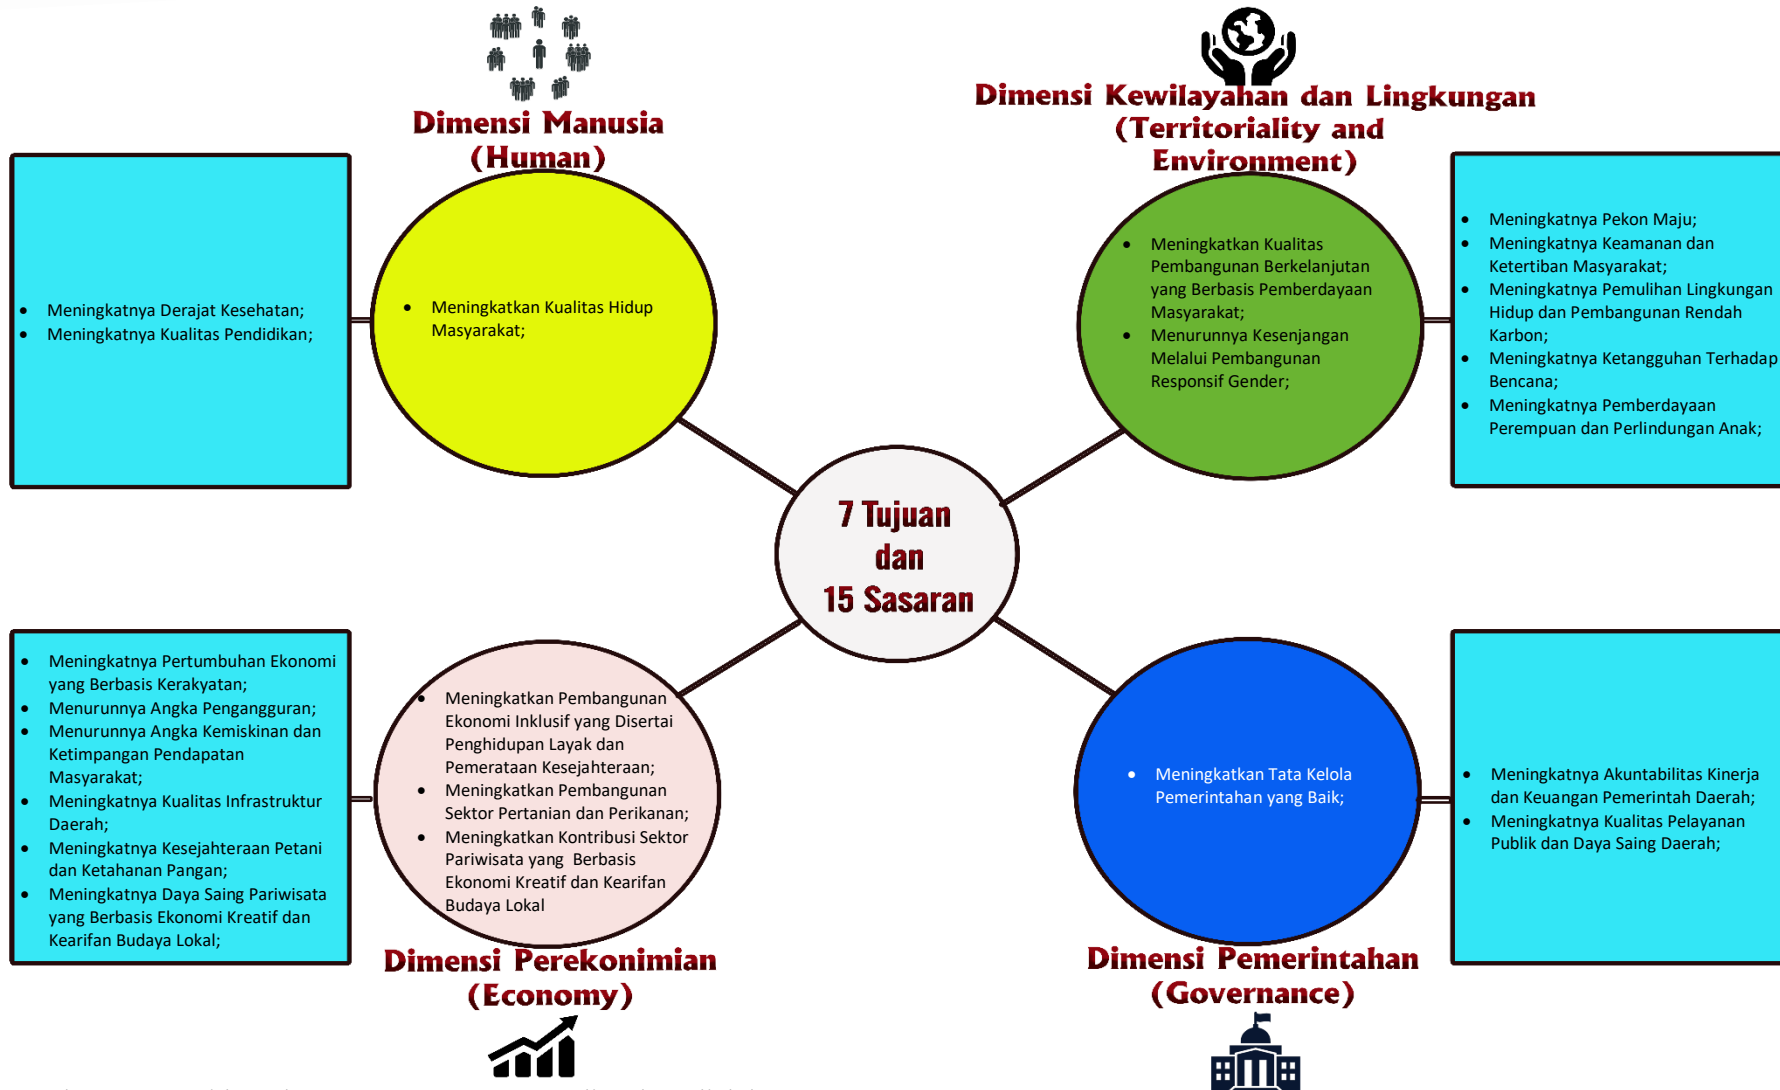 Dimensi Manusia
(Human)
• Meningkatnya Derajat Kesehatan;
• Meningkatnya Kualitas Pendidikan;
• Meningkatkan Kualitas Hidup
Masyarakat;
Dimensi Kewilayahan dan Lingkungan
(Territoriality and
Environment)
• Meningkatkan Kualitas
Pembangunan Berkelanjutan
yang Berbasis Pemberdayaan
Masyarakat;
• Menurunnya Kesenjangan
Melalui Pembangunan
Responsif Gender;
• Meningkatnya Pekon Maju;
• Meningkatnya Keamanan dan
Ketertiban Masyarakat;
• Meningkatnya Pemulihan Lingkungan
Hidup dan Pembangunan Rendah
Karbon;
• Meningkatnya Ketangguhan Terhadap
Bencana;
• Meningkatnya Pemberdayaan
Perempuan dan Perlindungan Anak;
7 Tujuan
dan
15 Sasaran
• Meningkatnya Pertumbuhan Ekonomi
yang Berbasis Kerakyatan;
• Menurunnya Angka Pengangguran;
• Menurunnya Angka Kemiskinan dan
Ketimpangan Pendapatan
Masyarakat;
• Meningkatnya Kualitas Infrastruktur
Daerah;
• Meningkatnya Kesejahteraan Petani
dan Ketahanan Pangan;
• Meningkatnya Daya Saing Pariwisata
yang Berbasis Ekonomi Kreatif dan
Kearifan Budaya Lokal;
• Meningkatkan Pembangunan
Ekonomi Inklusif yang Disertai
Penghidupan Layak dan
Pemerataan Kesejahteraan;
• Meningkatkan Pembangunan
Sektor Pertanian dan Perikanan;
• Meningkatkan Kontribusi Sektor
Pariwisata yang Berbasis
Ekonomi Kreatif dan Kearifan
Budaya Lokal
Dimensi Perekonimian
(Economy)
• Meningkatkan Tata Kelola
Pemerintahan yang Baik;
• Meningkatnya Akuntabilitas Kinerja
dan Keuangan Pemerintah Daerah;
• Meningkatnya Kualitas Pelayanan
Publik dan Daya Saing Daerah;
Dimensi Pemerintahan
(Governance)